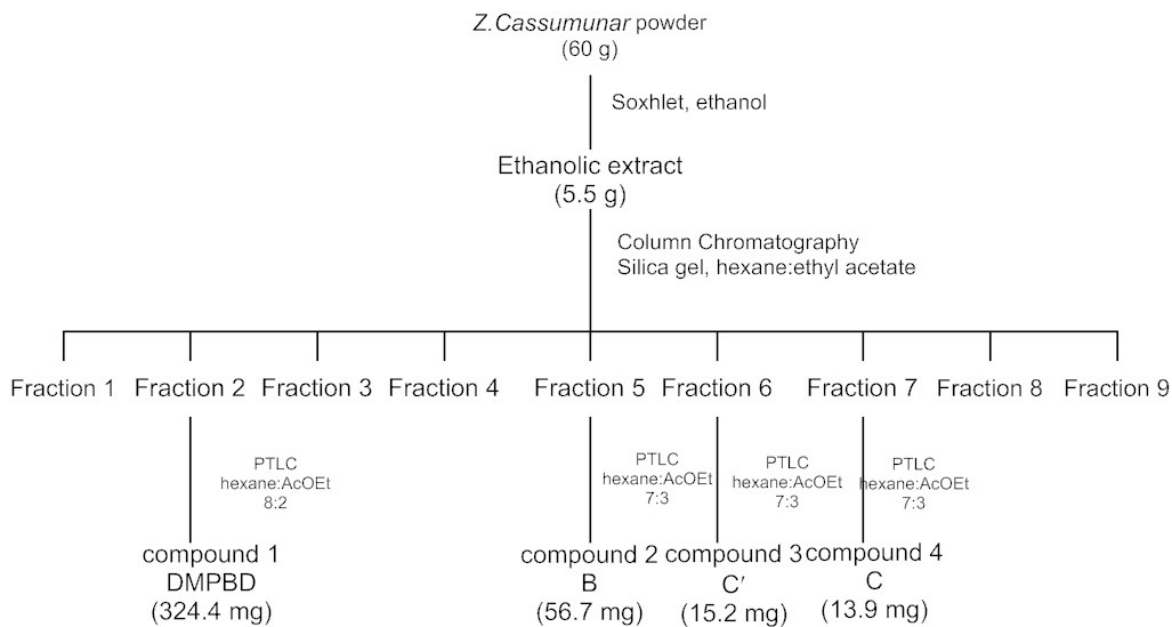 Z.Cassumunar powder
(60 g)
Soxhlet, ethanol
Ethanolic extract
(5.5 g)
Column Chromatography
Silica gel, hexane:ethyl acetate
Fraction 1
Fraction 2
Fraction 3
Fraction 4
Fraction 5
Fraction 6
Fraction 7
Fraction 8
Fraction 9
PTLC
hexane:AcOEt
8:2
PTLC
hexane:AcOEt
7:3
PTLC
hexane:AcOEt
7:3
PTLC
hexane:AcOEt
7:3
compound 1
DMPBD
(324.4 mg)
compound 2
B
(56.7 mg)
compound 3
C′
(15.2 mg)
compound 4
C
(13.9 mg)